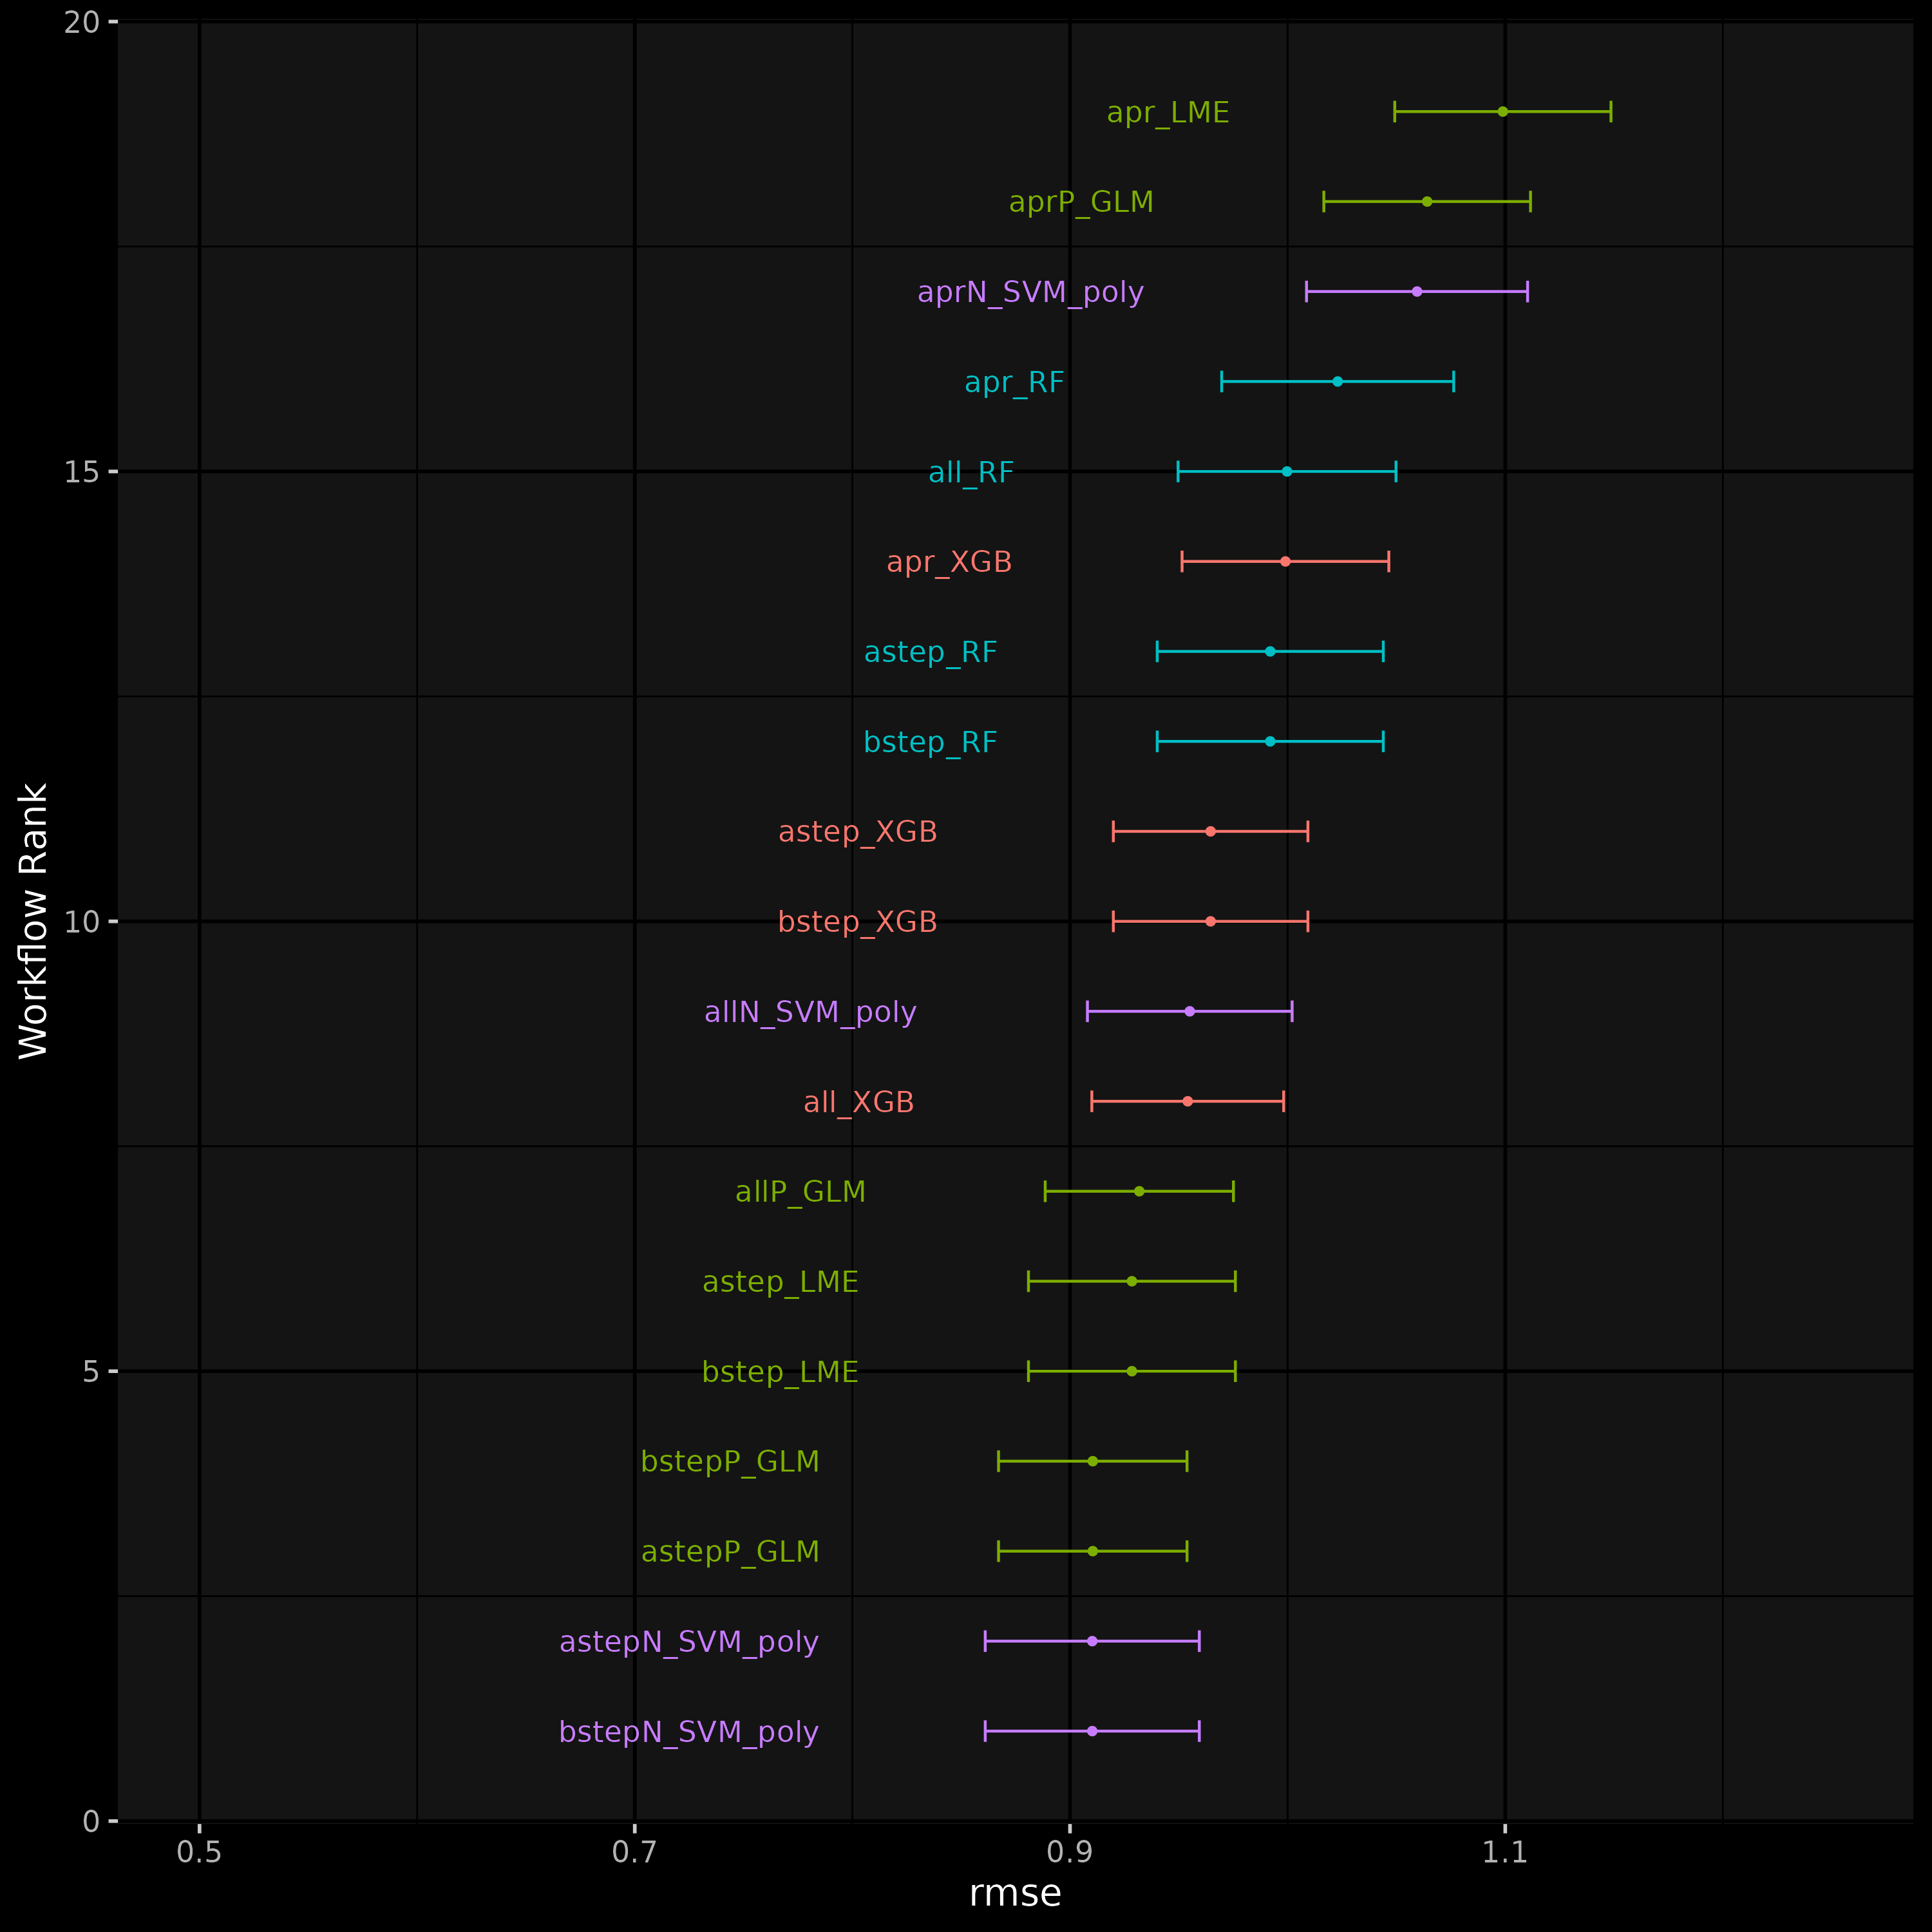 20
apr_LME
aprP_GLM
aprN_SVM_poly
apr_RF
15
all_RF
apr_XGB
astep_RF
bstep_RF
astep_XGB
10
bstep_XGB
allN_SVM_poly
all_XGB
allP_GLM
astep_LME
5
bstep_LME
bstepP_GLM
astepP_GLM
astepN_SVM_poly
bstepN_SVM_poly
0
Workflow Rank
0.5 0.7 0.9 1.1
rmse